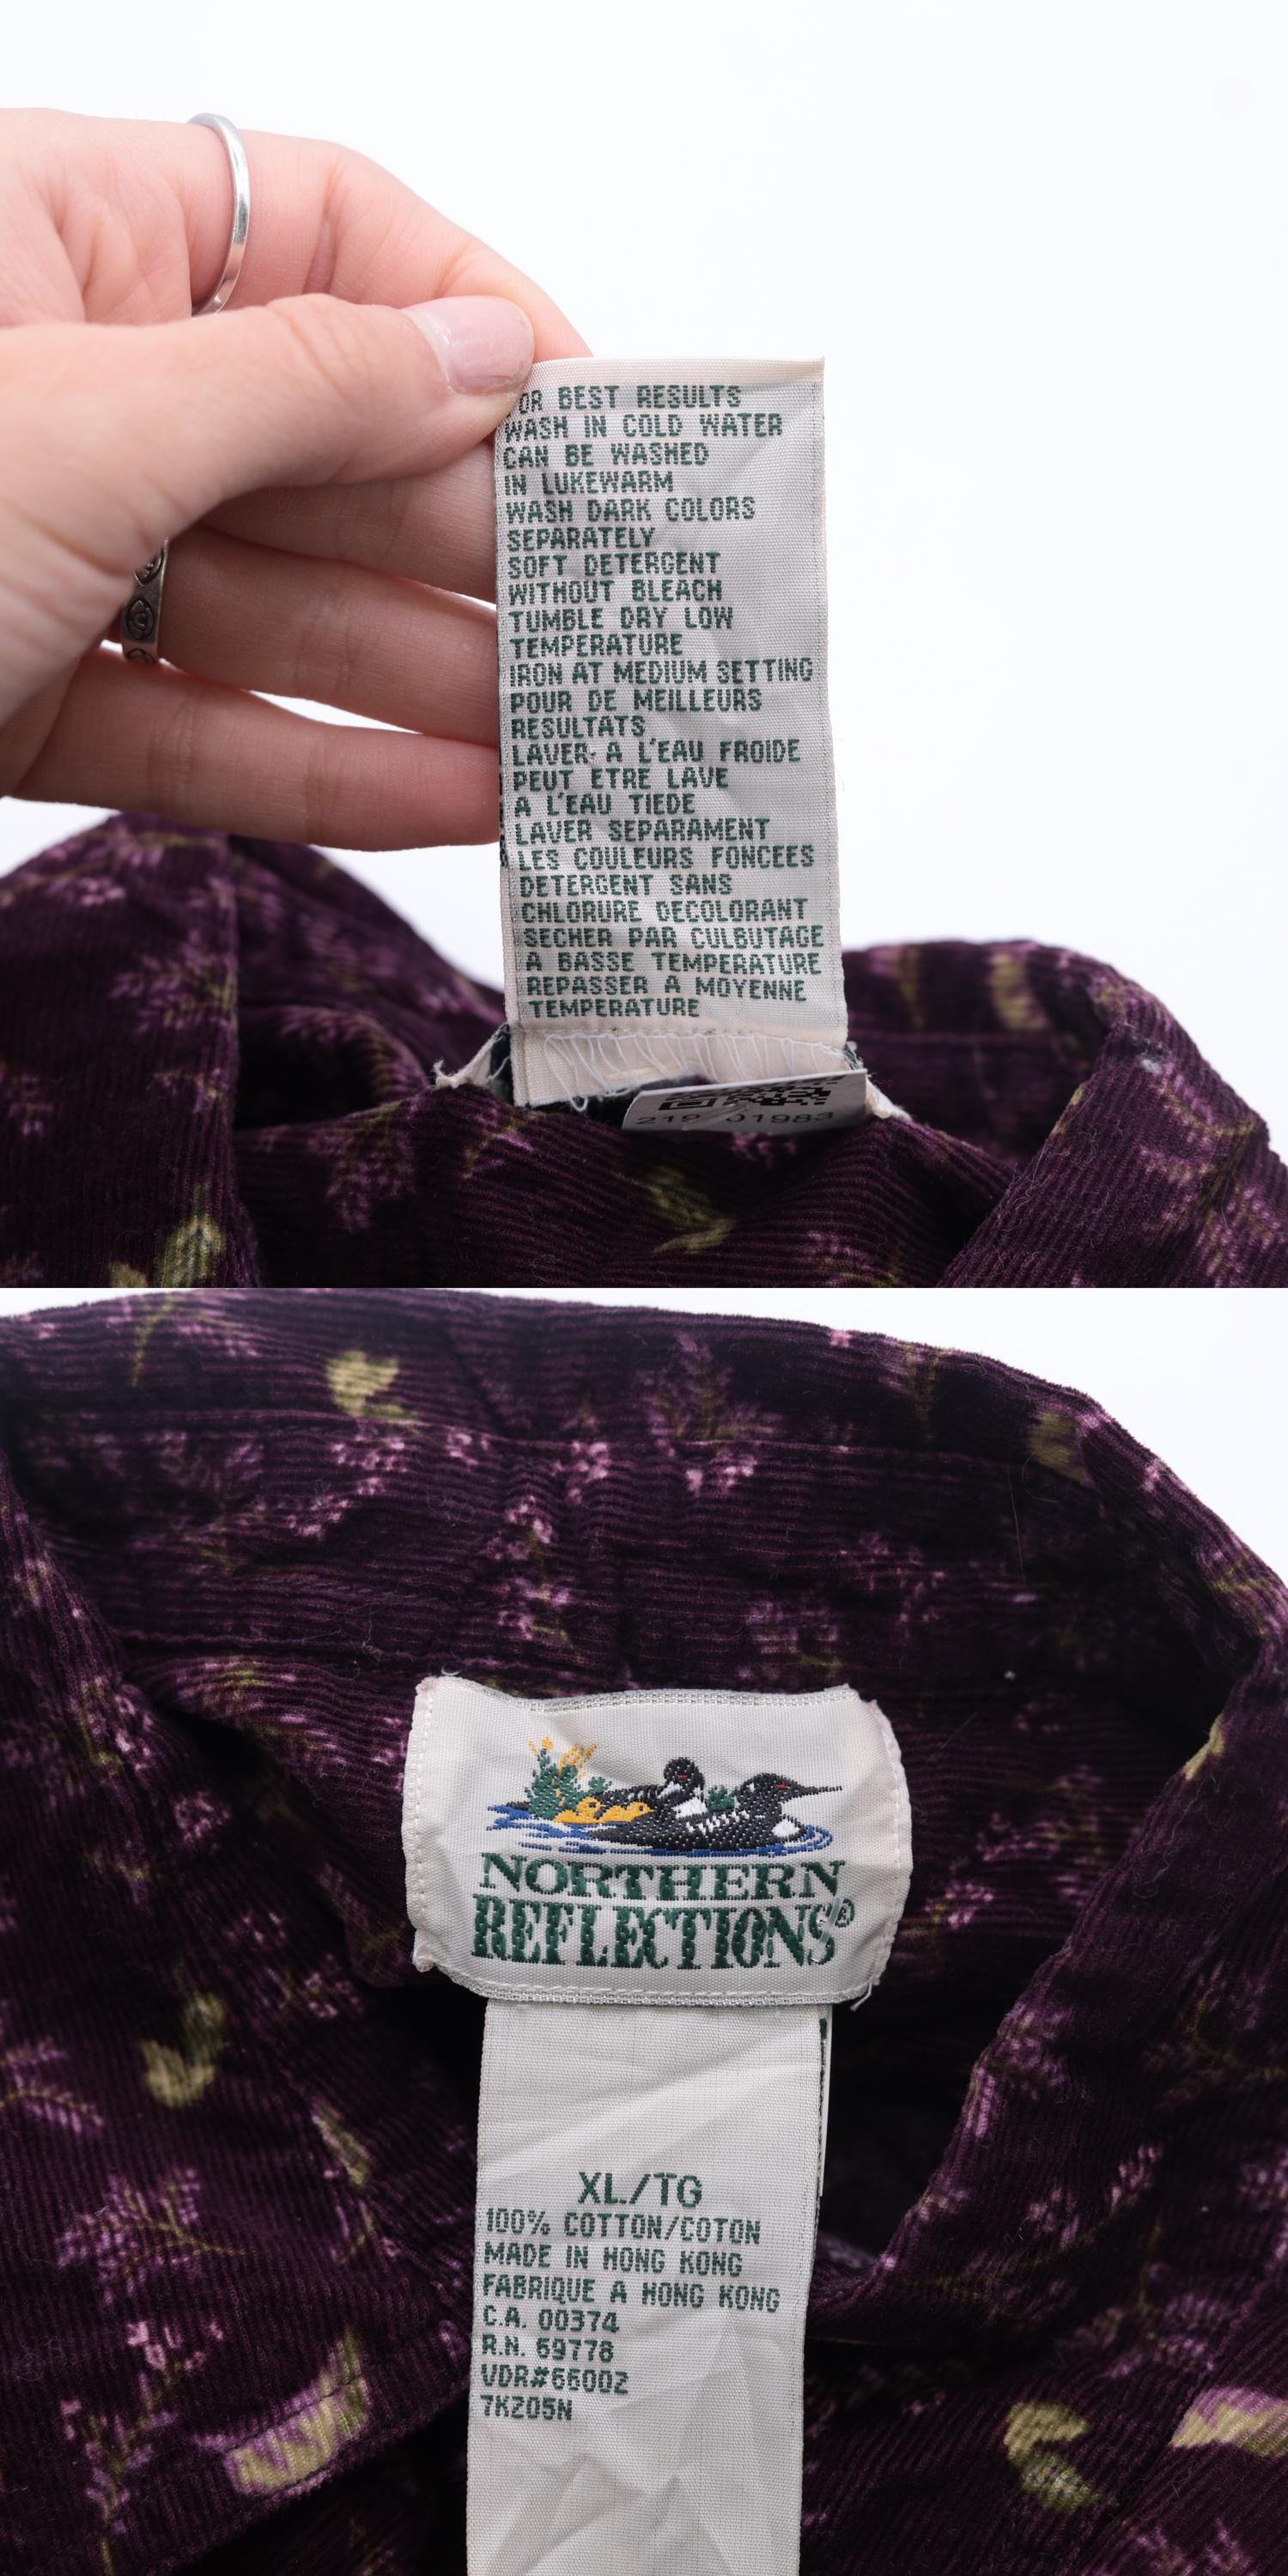 FOR BEST RESULTS
WASH IN COLD WATER
CAN BE WASHED
IN LUKEWARM
WASH DARK COLORS
SEPARATELY
SOFT DETERGENT
WITHOUT BLEACH
TUMBLE DRY LOW
TEMPERATURE
IRON AT MEDIUM SETTING
POUR DE MEILLEURS
RESULTATS
LAVER A L'EAU FROIDE
PEUT ETRE LAVE
A L'EAU TIEDE
LAVER SEPARAMENT
LES COULEURS FONCEES
DETERGENT SANS
CHLORURE DECOLORANT
SECHER PAR CULBUTAGE
A BASSE TEMPERATURE
REPASSER A MOYENNE
TEMPERATURE
219 01983
NORTHERN
REFLECTIONS®
XL/TG
100% COTTON/COTON
MADE IN HONG KONG
FABRIQUE A HONG KONG
C.A. 00374
R.N. 69778
VDR#66002
7K205N